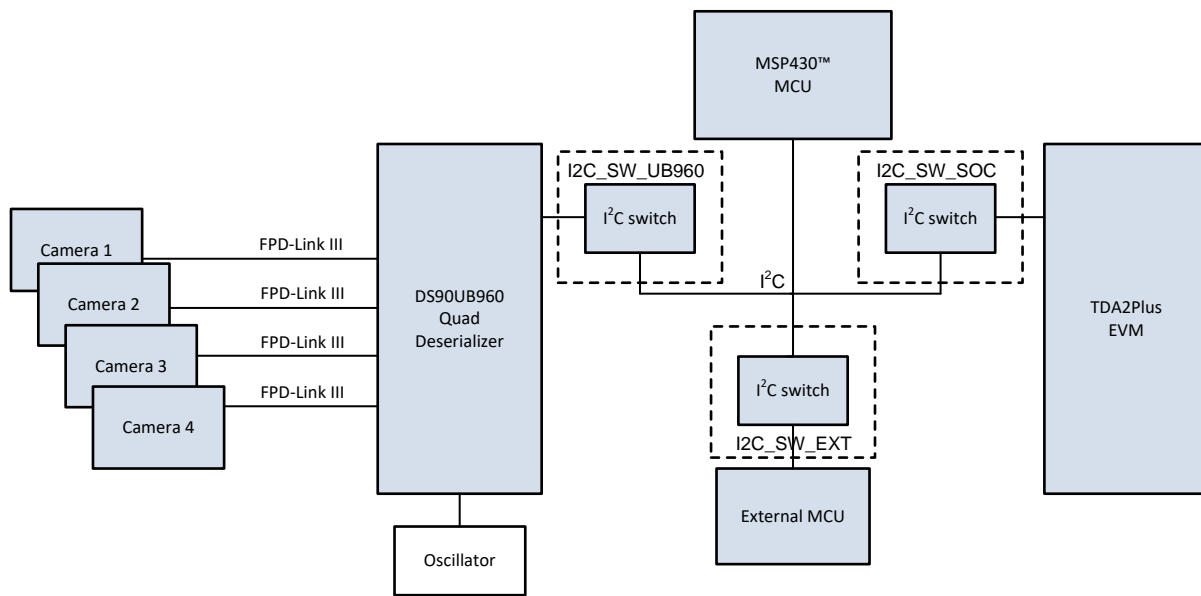 MSP430™
MCU
I2C_SW_UB960
I²C switch
I2C_SW_SOC
I²C switch
Camera 1
FPD-Link III
Camera 2
FPD-Link III
Camera 3
FPD-Link III
Camera 4
FPD-Link III
DS90UB960
Quad
Deserializer
I²C
TDA2Plus
EVM
I²C switch
I2C_SW_EXT
External MCU
Oscillator